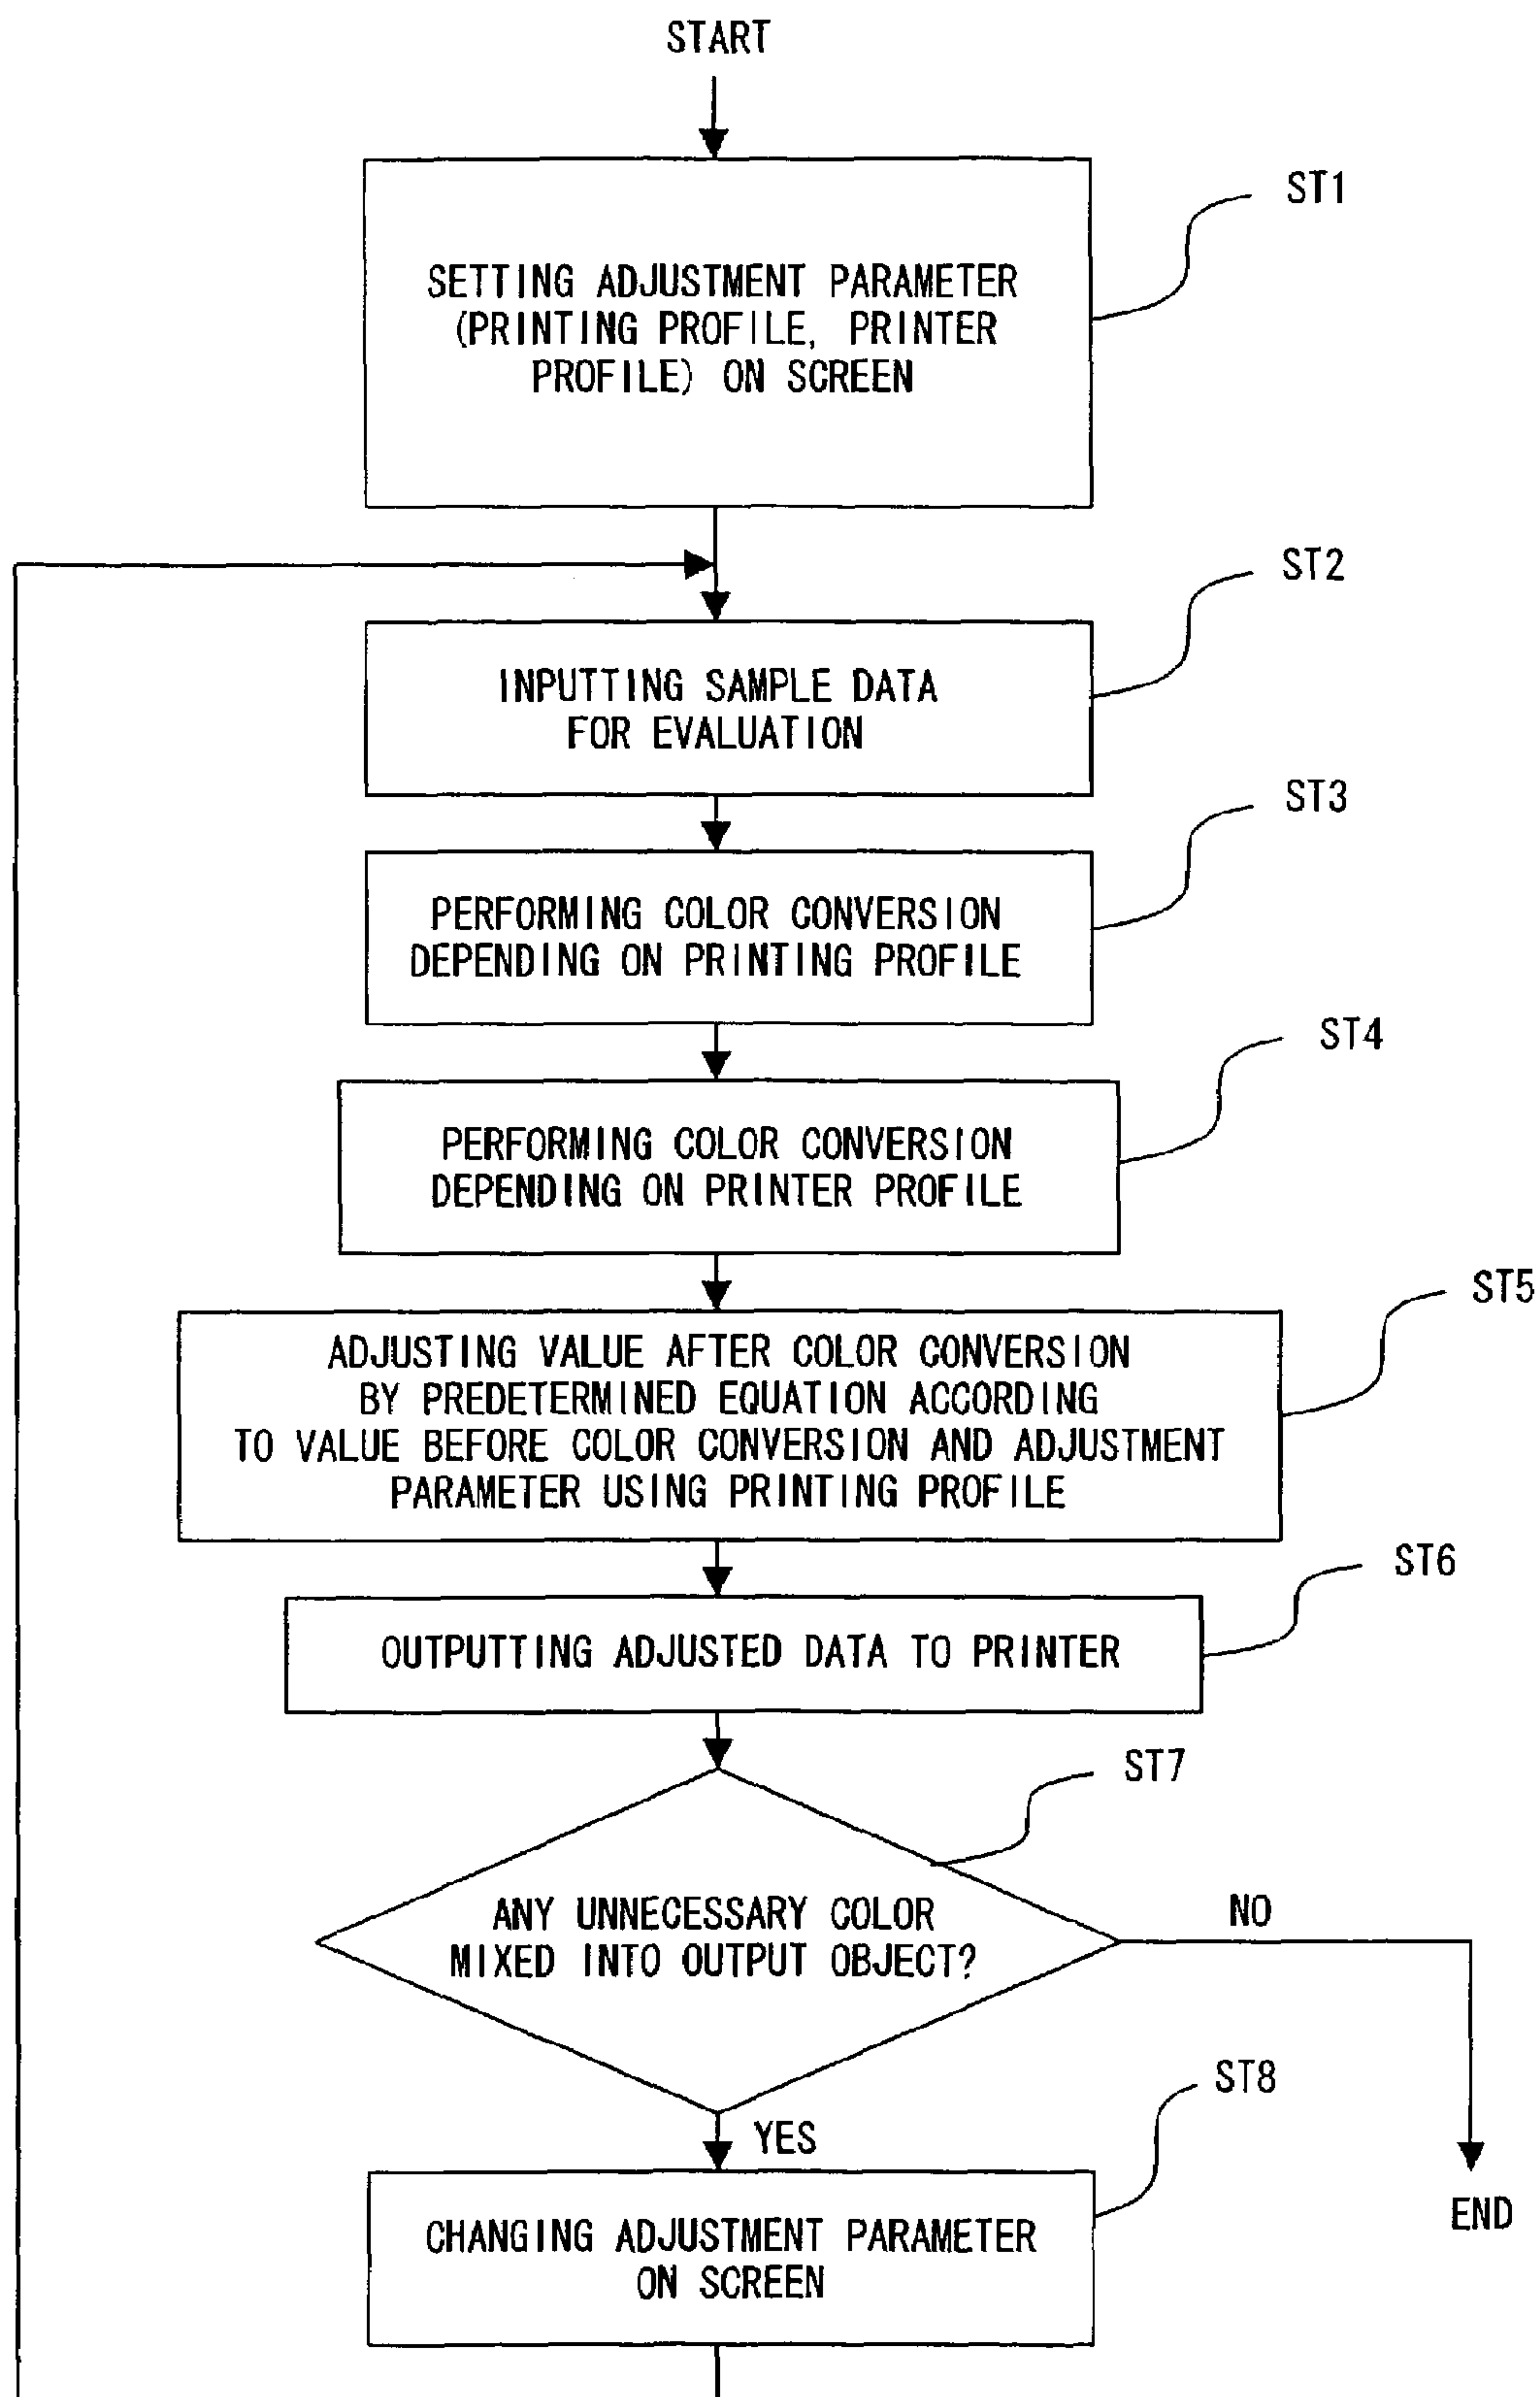 START
ST1
SETTING ADJUSTMENT PARAMETER
(PRINTING PROFILE, PRINTER
PROFILE) ON SCREEN
ST2
INPUTTING SAMPLE DATA
FOR EVALUATION
ST3
PERFORMING COLOR CONVERSION
DEPENDING ON PRINTING PROFILE
ST4
PERFORMING COLOR CONVERSION
DEPENDING ON PRINTER PROFILE
ST5
ADJUSTING VALUE AFTER COLOR CONVERSION
BY PREDETERMINED EQUATION ACCORDING
TO VALUE BEFORE COLOR CONVERSION AND ADJUSTMENT
PARAMETER USING PRINTING PROFILE
ST6
OUTPUTTING ADJUSTED DATA TO PRINTER
ST7
ANY UNNECESSARY COLOR
MIXED INTO OUTPUT OBJECT?
NO
ST8
YES
END
CHANGING ADJUSTMENT PARAMETER
ON SCREEN